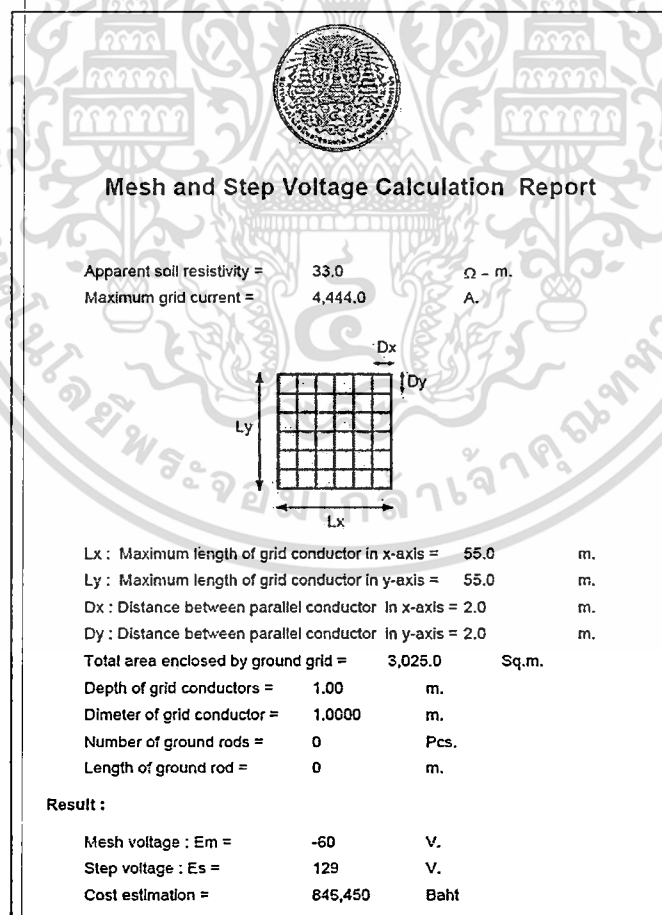 Mesh and Step Voltage Calculation Report
Apparent soil resistivity = 33.0 Ω - m.
Maximum grid current = 4,444.0 A.
Dx
Dy
Ly
Lx
Lx : Maximum length of grid conductor in x-axis = 55.0 m.
Ly : Maximum length of grid conductor in y-axis = 55.0 m.
Dx : Distance between parallel conductor in x-axis = 2.0 m.
Dy : Distance between parallel conductor in y-axis = 2.0 m.
Total area enclosed by ground grid = 3,025.0 Sq.m.
Depth of grid conductors = 1.00 m.
Dimeter of grid conductor = 1.0000 m.
Number of ground rods = 0 Pcs.
Length of ground rod = 0 m.
Result :
Mesh voltage : Em = -60 V.
Step voltage : Es = 129 V.
Cost estimation = 845,450 Baht